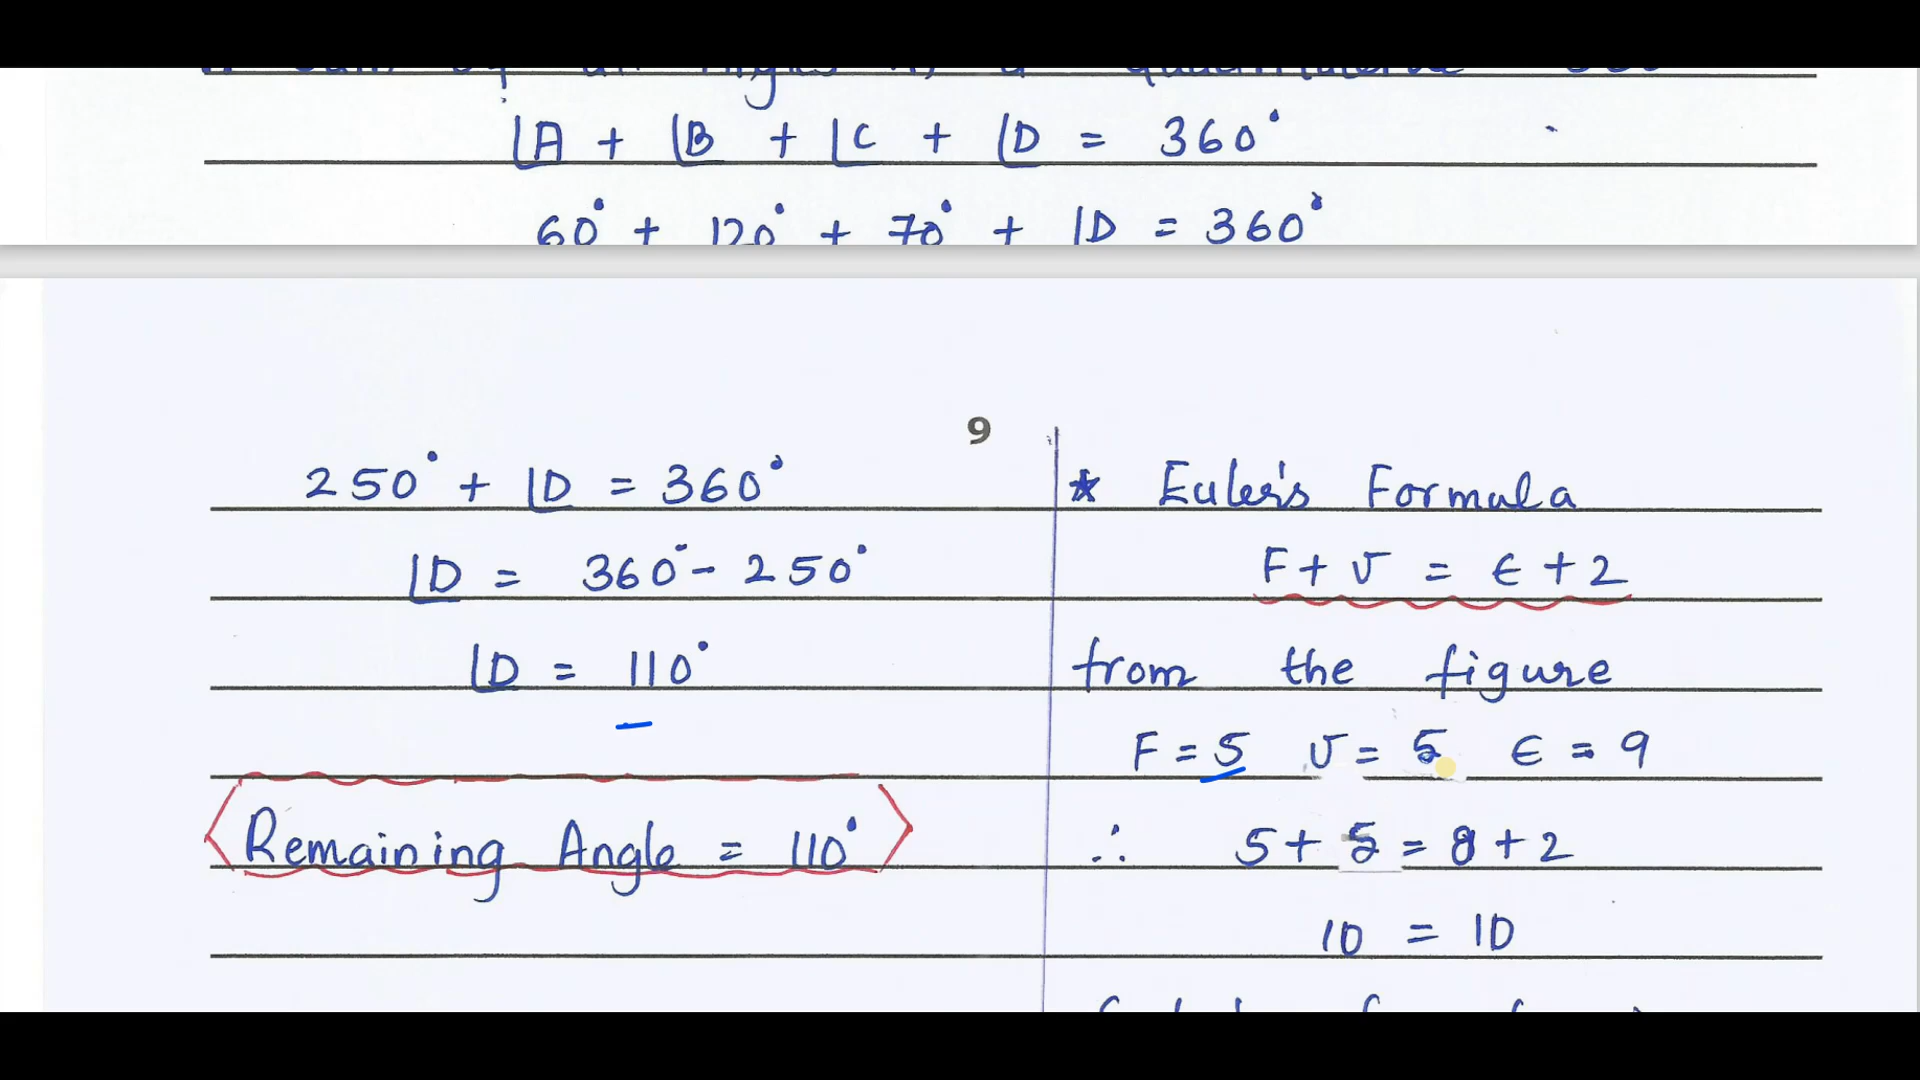 ∠A + ∠B + ∠C + ∠D = 360°
60° + 120° + 70° + ∠D = 360°
9
250° + ∠D = 360°
∠D = 360° - 250°
∠D = 110°
Remaining Angle = 110°
* Euler's Formula
F + V = E + 2
from the figure
F = 5 V = 5 E = 9
∴ 5 + 5 = 8 + 2
10 = 10